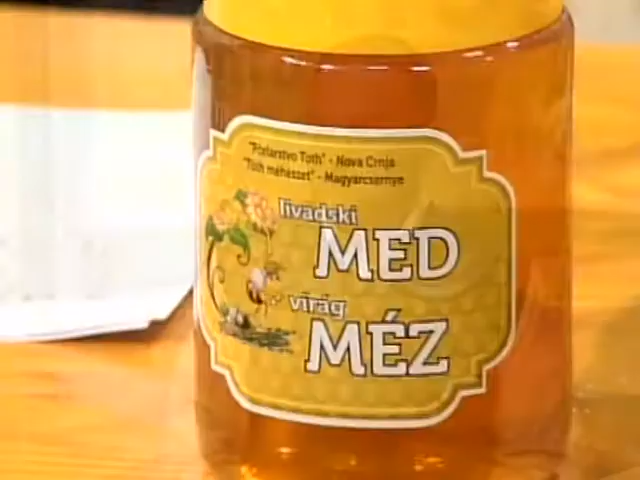 "Pčelarstvo Toth" - Nova Crnja
"Tóth méhészet" - Magyarcsernye
livadski
MED
virág
MÉZ